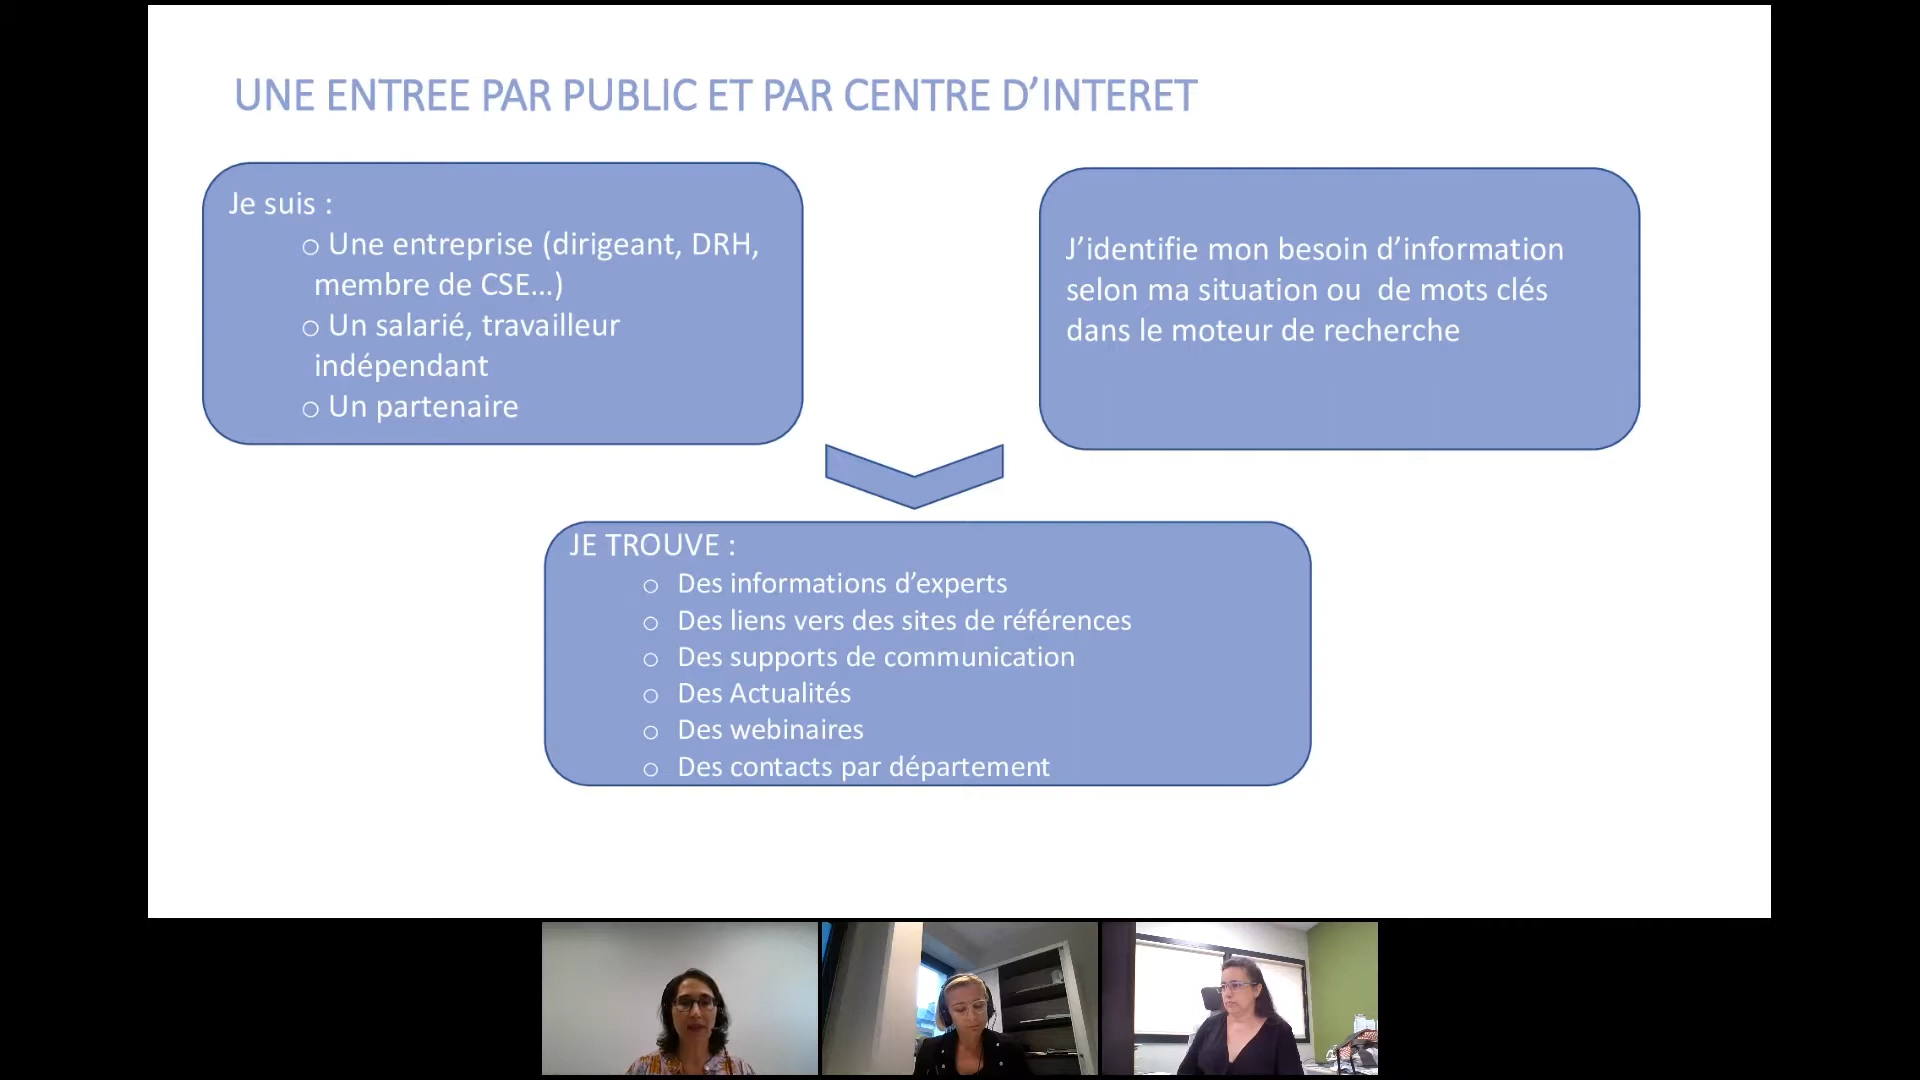 UNE ENTREE PAR PUBLIC ET PAR CENTRE D’INTERET
Je suis :
o Une entreprise (dirigeant, DRH,
membre de CSE…)
o Un salarié, travailleur
indépendant
o Un partenaire
J’identifie mon besoin d’information
selon ma situation ou  de mots clés
dans le moteur de recherche
JE TROUVE :
o Des informations d’experts
o Des liens vers des sites de références
o Des supports de communication
o Des Actualités
o Des webinaires
o Des contacts par département